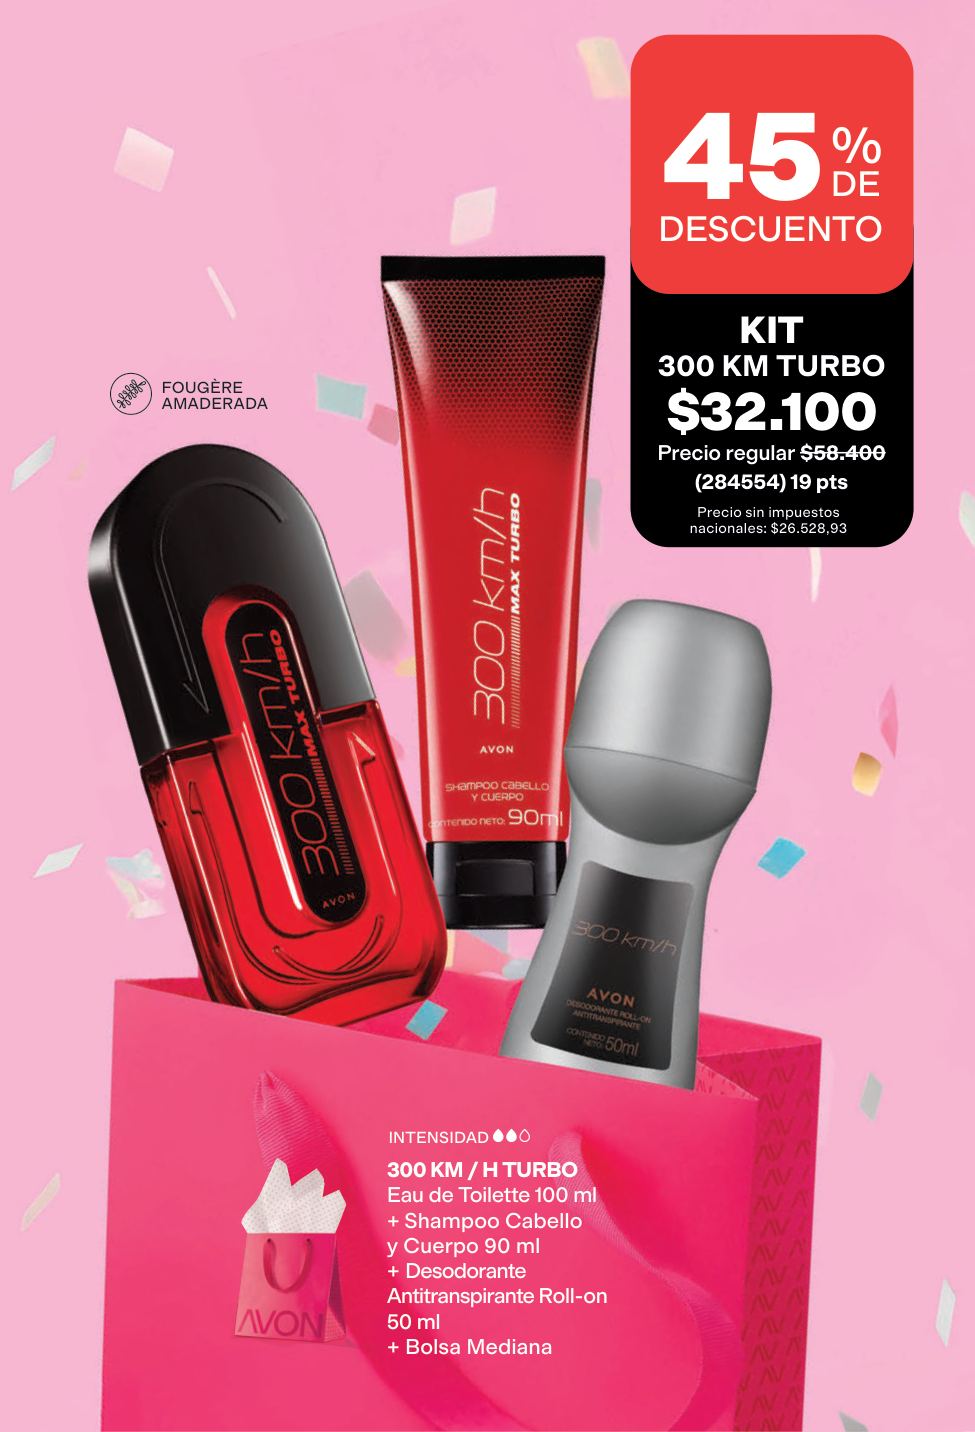 45%
DE
DESCUENTO
KIT
300 KM TURBO
$32.100
Precio regular $58.400
(284554) 19 pts
Precio sin impuestos
nacionales: $26.528,93
FOUGÈRE
AMADERADA
300 km/h
MAX TURBO
AVON
SHAMPOO CABELLO
Y CUERPO
CONTENIDO NETO: 90ml
300 km/h
MAX TURBO
AVON
300 km/h
AVON
DESODORANTE ROLL-ON
ANTITRANSPIRANTE
CONTENIDO
NETO: 50ml
INTENSIDAD
300 KM / H TURBO
Eau de Toilette 100 ml
+ Shampoo Cabello
y Cuerpo 90 ml
+ Desodorante
Antitranspirante Roll-on
50 ml
+ Bolsa Mediana
AVON